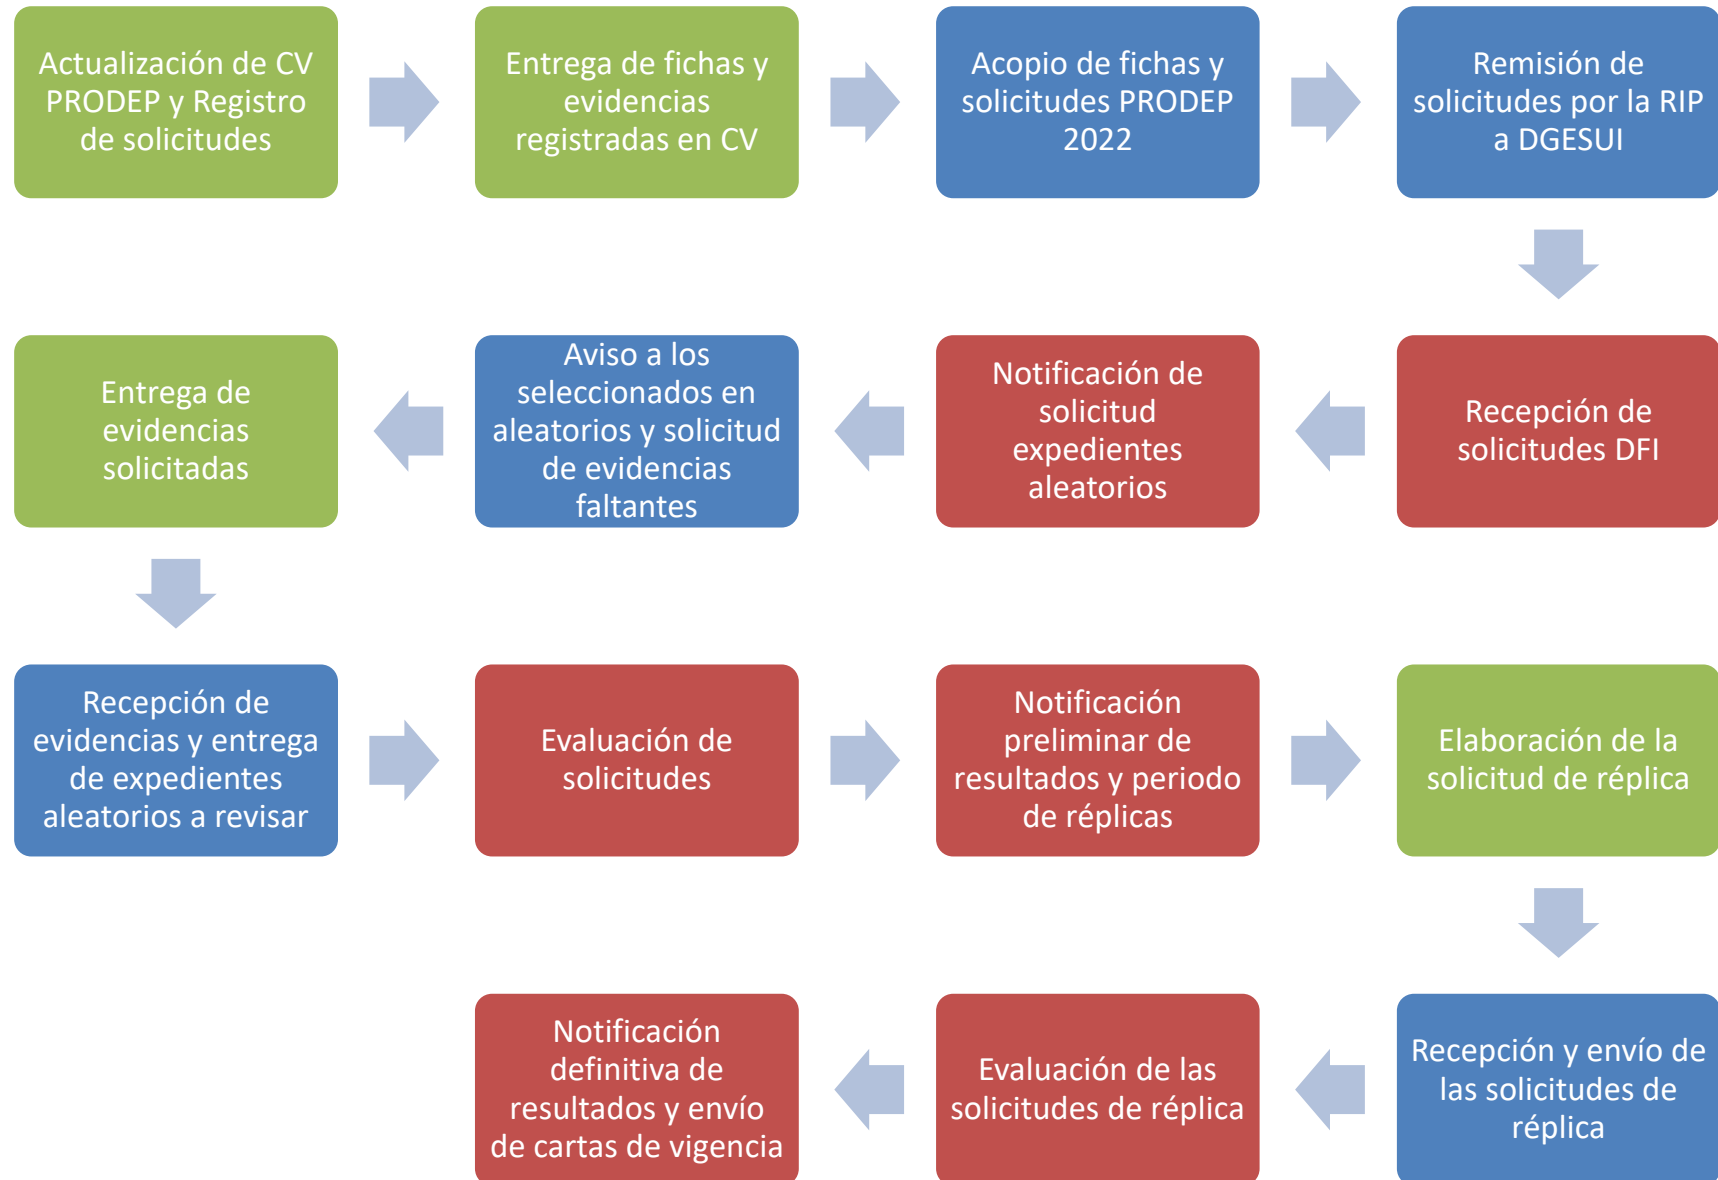 Actualización de CV
PRODEP y Registro
de solicitudes
Entrega de fichas y
evidencias
registradas en CV
Acopio de fichas y
solicitudes PRODEP
2022
Remisión de
solicitudes por la RIP
a DGESUI
Recepción de
solicitudes DFI
Notificación de
solicitud
expedientes
aleatorios
Aviso a los
seleccionados en
aleatorios y solicitud
de evidencias
faltantes
Entrega de
evidencias
solicitadas
Recepción de
evidencias y entrega
de expedientes
aleatorios a revisar
Evaluación de
solicitudes
Notificación
preliminar de
resultados y periodo
de réplicas
Elaboración de la
solicitud de réplica
Recepción y envío de
las solicitudes de
réplica
Evaluación de las
solicitudes de réplica
Notificación
definitiva de
resultados y envío
de cartas de vigencia